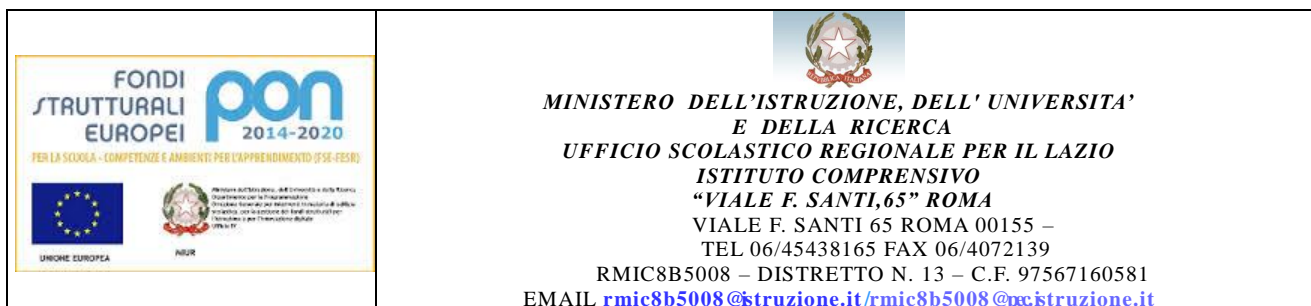 FONDI
STRUTTURALI
EUROPEI
pon
2014-2020
PER LA SCUOLA - COMPETENZE E AMBIENTI PER L'APPRENDIMENTO (FSE-FESR)
UNIONE EUROPEA
MIUR
MINISTERO DELL'ISTRUZIONE, DELL' UNIVERSITA'
E DELLA RICERCA
UFFICIO SCOLASTICO REGIONALE PER IL LAZIO
ISTITUTO COMPRENSIVO
“VIALE F. SANTI,65” ROMA
VIALE F. SANTI 65 ROMA 00155 –
TEL 06/45438165 FAX 06/4072139
RMIC8B5008 – DISTRETTO N. 13 – C.F. 97567160581
EMAIL rmic8b5008@istruzione.it/rmic8b5008@pec.istruzione.it